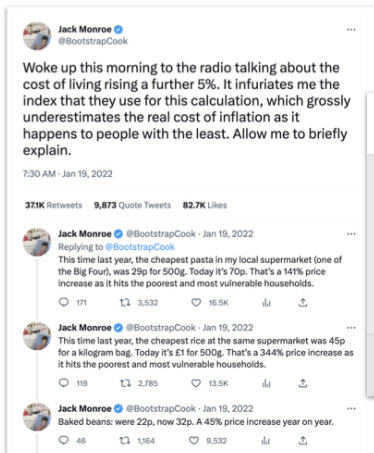 Jack Monroe
@BootstrapCook
Woke up this morning to the radio talking about the
cost of living rising a further 5%. It infuriates me the
index that they use for this calculation, which grossly
underestimates the real cost of inflation as it
happens to people with the least. Allow me to briefly
explain.
7:30 AM · Jan 19, 2022
37.1K Retweets 9,873 Quote Tweets 82.7K Likes
Jack Monroe @BootstrapCook · Jan 19, 2022
Replying to @BootstrapCook
This time last year, the cheapest pasta in my local supermarket (one of
the Big Four), was 29p for 500g. Today it's 70p. That's a 141% price
increase as it hits the poorest and most vulnerable households.
171 3,532 16.5K
Jack Monroe @BootstrapCook · Jan 19, 2022
This time last year, the cheapest rice at the same supermarket was 45p
for a kilogram bag. Today it's £1 for 500g. That's a 344% price increase as
it hits the poorest and most vulnerable households.
119 2,785 13.5K
Jack Monroe @BootstrapCook · Jan 19, 2022
Baked beans: were 22p, now 32p. A 45% price increase year on year.
46 1,164 9,532